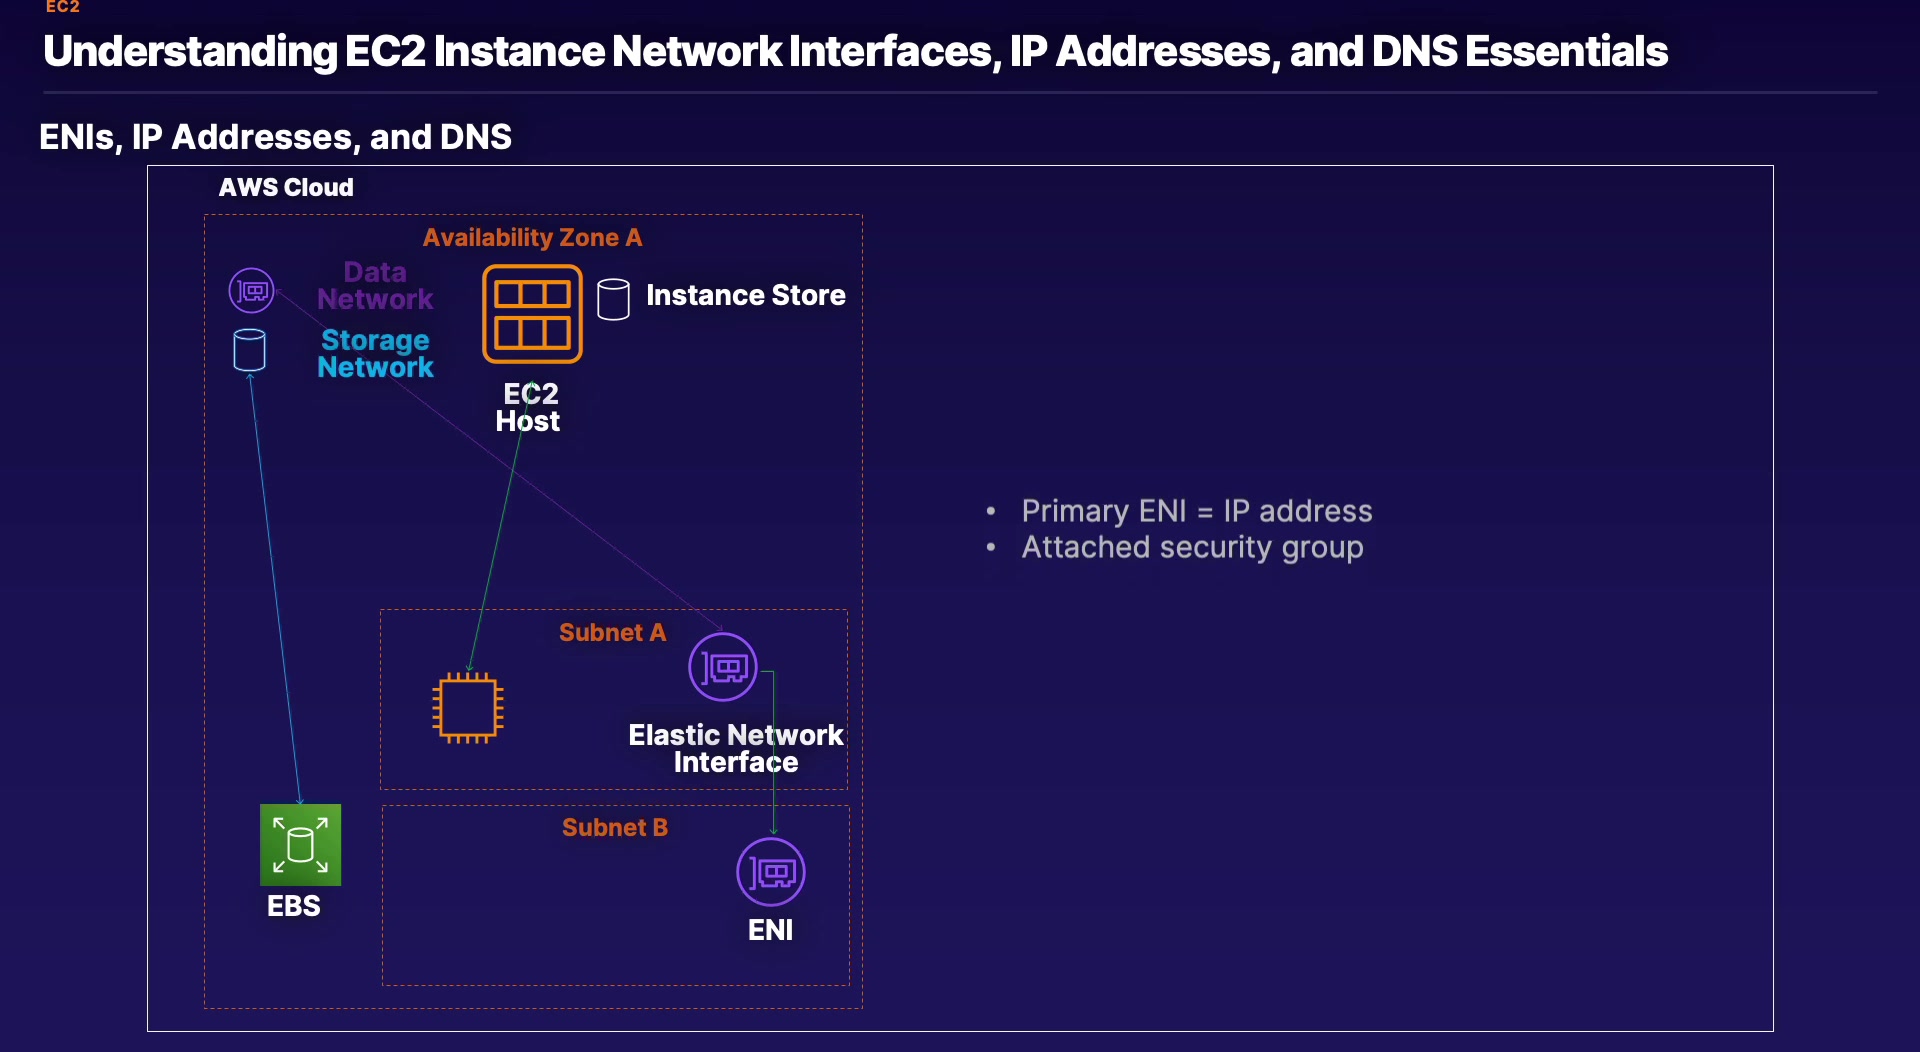 EC2
Understanding EC2 Instance Network Interfaces, IP Addresses, and DNS Essentials
ENIs, IP Addresses, and DNS
AWS Cloud
Availability Zone A
Data
Network
Storage
Network
Instance Store
EC2
Host
• Primary ENI = IP address
• Attached security group
Subnet A
Elastic Network
Interface
Subnet B
EBS
ENI